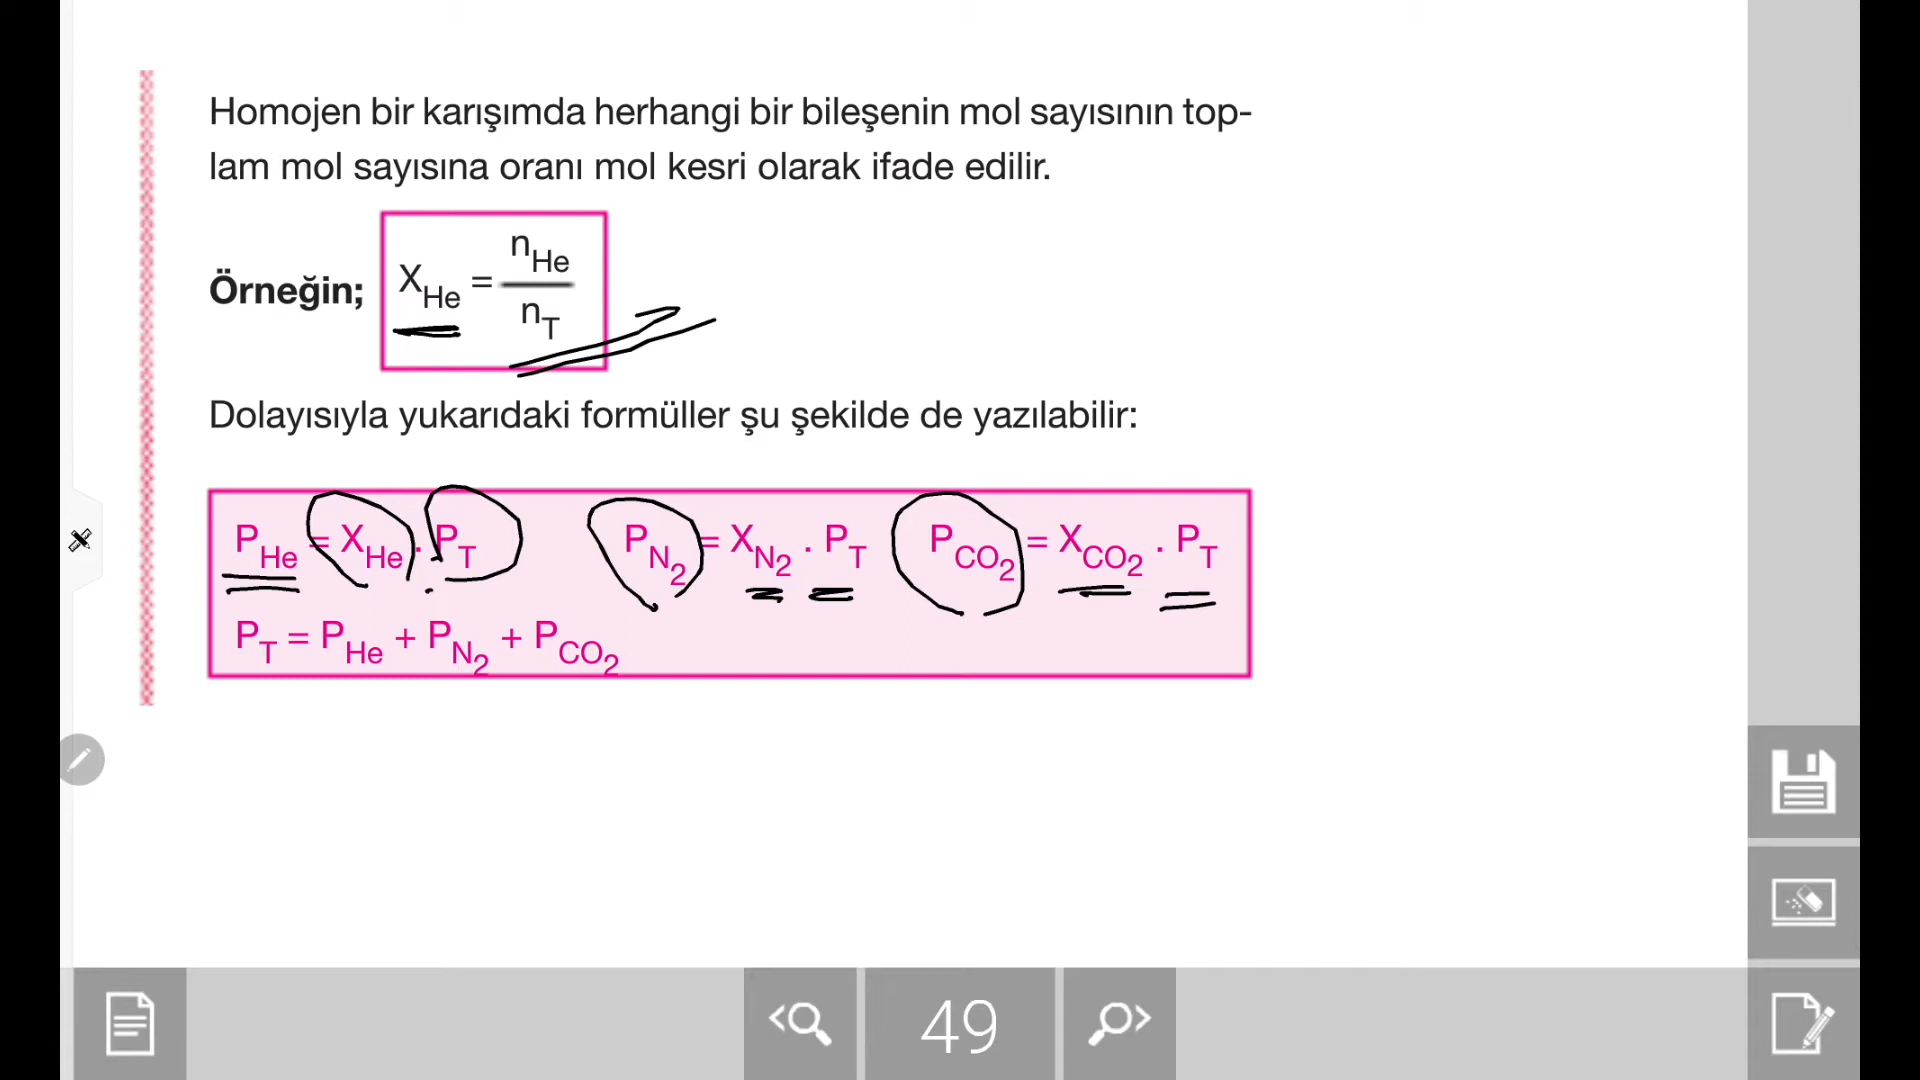 Homojen bir karışımda herhangi bir bileşenin mol sayısının top-
lam mol sayısına oranı mol kesri olarak ifade edilir.
Örneğin; X_He = n_He / n_T
Dolayısıyla yukarıdaki formüller şu şekilde de yazılabilir:
P_He = X_He . P_T P_N₂ = X_N₂ . P_T P_CO₂ = X_CO₂ . P_T
P_T = P_He + P_N₂ + P_CO₂
49